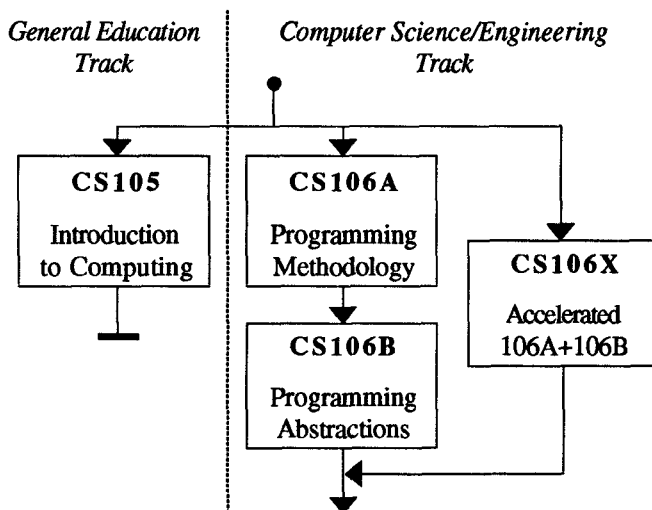 General Education
Track
Computer Science/Engineering
Track
CS105
Introduction
to Computing
CS106A
Programming
Methodology
CS106B
Programming
Abstractions
CS106X
Accelerated
106A+106B